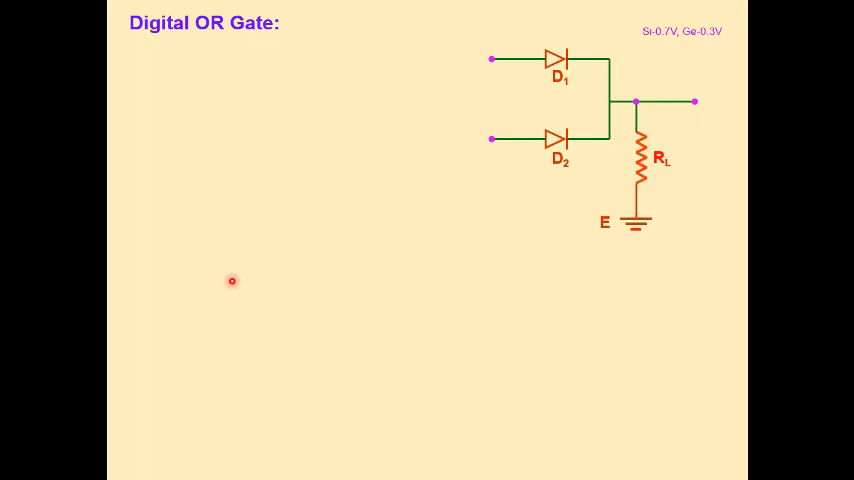 Digital OR Gate:
Si-0.7V, Ge-0.3V
D₁
D₂
R_L
E